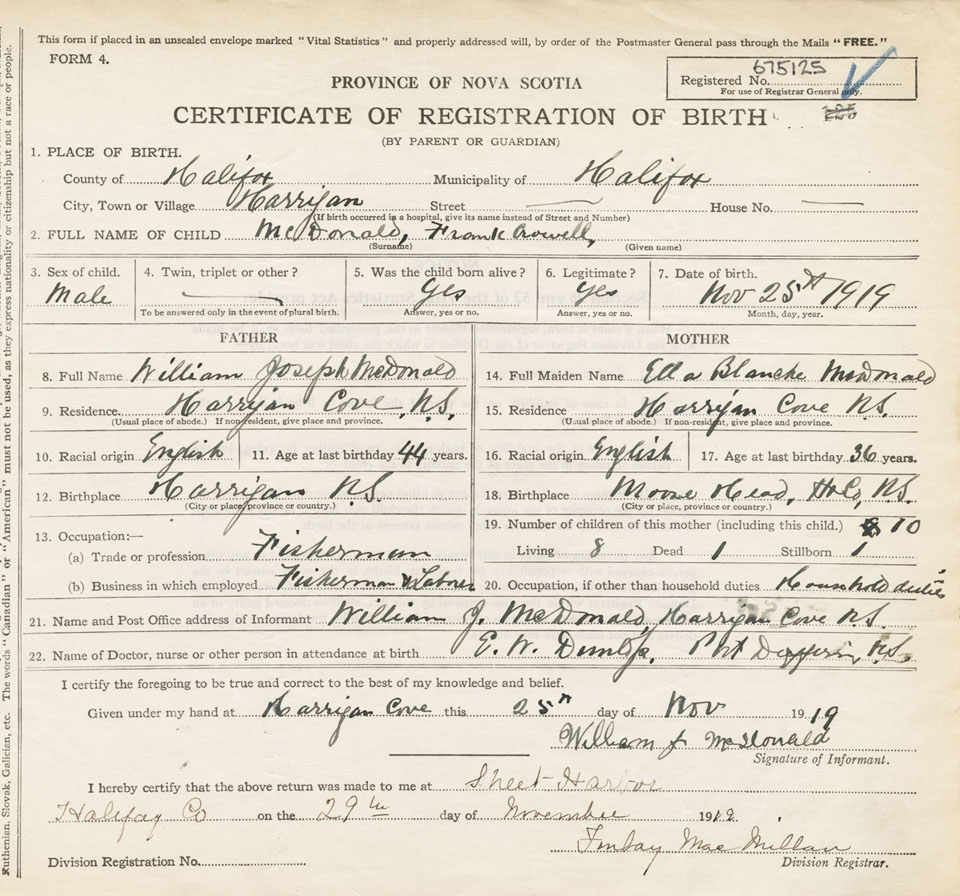 This form if placed in an unsealed envelope marked "Vital Statistics" and properly addressed will, by order of the Postmaster General pass through the Mails "FREE."
FORM 4.
Registered No. 675125
For use of Registrar General only.
PROVINCE OF NOVA SCOTIA
CERTIFICATE OF REGISTRATION OF BIRTH
(BY PARENT OR GUARDIAN)
1. PLACE OF BIRTH.
County of Halifax Municipality of Halifax
City, Town or Village Harrigan Street House No.
(If birth occurred in a hospital, give its name instead of Street and Number)
2. FULL NAME OF CHILD McDonald, Frank Crowell,
(Surname) (Given name)
3. Sex of child. 4. Twin, triplet or other? 5. Was the child born alive? 6. Legitimate? 7. Date of birth.
Male Yes Yes Nov 25th 1919
To be answered only in the event of plural birth. Answer, yes or no. Answer, yes or no. Month, day, year.
FATHER MOTHER
8. Full Name William Joseph McDonald 14. Full Maiden Name Ella Blanche McDonald
9. Residence Harrigan Cove, N.S. 15. Residence Harrigan Cove N.S.
(Usual place of abode.) If non-resident, give place and province. (Usual place of abode.) If non-resident, give place and province.
10. Racial origin English 11. Age at last birthday 44 years. 16. Racial origin English 17. Age at last birthday 36 years.
12. Birthplace Harrigan N.S. 18. Birthplace Moose Head, Hx Co, N.S.
(City or place, province or country.) (City or place, province or country.)
13. Occupation:— 19. Number of children of this mother (including this child.) 10
(a) Trade or profession Fisherman Living 8 Dead 1 Stillborn 1
(b) Business in which employed Fisherman & Laborer 20. Occupation, if other than household duties Household duties
21. Name and Post Office address of Informant William J. McDonald, Harrigan Cove N.S.
22. Name of Doctor, nurse or other person in attendance at birth E. W. Dunlop, Port Dufferin, N.S.
I certify the foregoing to be true and correct to the best of my knowledge and belief.
Given under my hand at Harrigan Cove this 25th day of Nov 1919
William J McDonald
Signature of Informant.
I hereby certify that the above return was made to me at Sheet Harbor
Halifax Co on the 29th day of November 1919.
Finlay MacMillan
Division Registration No. Division Registrar.
The words "Canadian" or "American" must not be used, as they express nationality or citizenship but not a race or people.
Ruthenian, Slovak, Galician, etc.